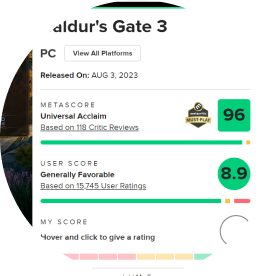 aldur's Gate 3
PC View All Platforms
Released On: AUG 3, 2023
METASCORE
Universal Acclaim
Based on 118 Critic Reviews
metacritic
MUST-PLAY
96
USER SCORE
Generally Favorable
Based on 15,745 User Ratings
8.9
MY SCORE
Hover and click to give a rating